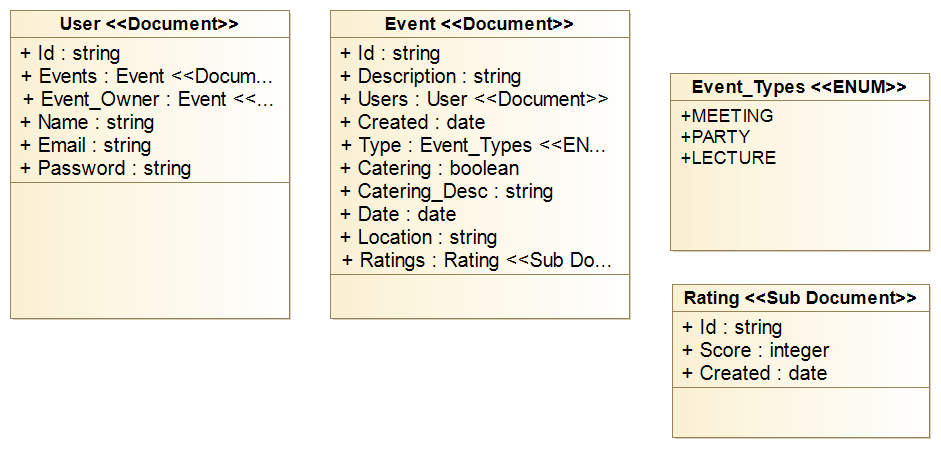 User <<Document>>
+ Id : string
+ Events : Event <<Docum...
+ Event_Owner : Event <<...
+ Name : string
+ Email : string
+ Password : string
Event <<Document>>
+ Id : string
+ Description : string
+ Users : User <<Document>>
+ Created : date
+ Type : Event_Types <<EN...
+ Catering : boolean
+ Catering_Desc : string
+ Date : date
+ Location : string
+ Ratings : Rating <<Sub Do...
Event_Types <<ENUM>>
+MEETING
+PARTY
+LECTURE
Rating <<Sub Document>>
+ Id : string
+ Score : integer
+ Created : date